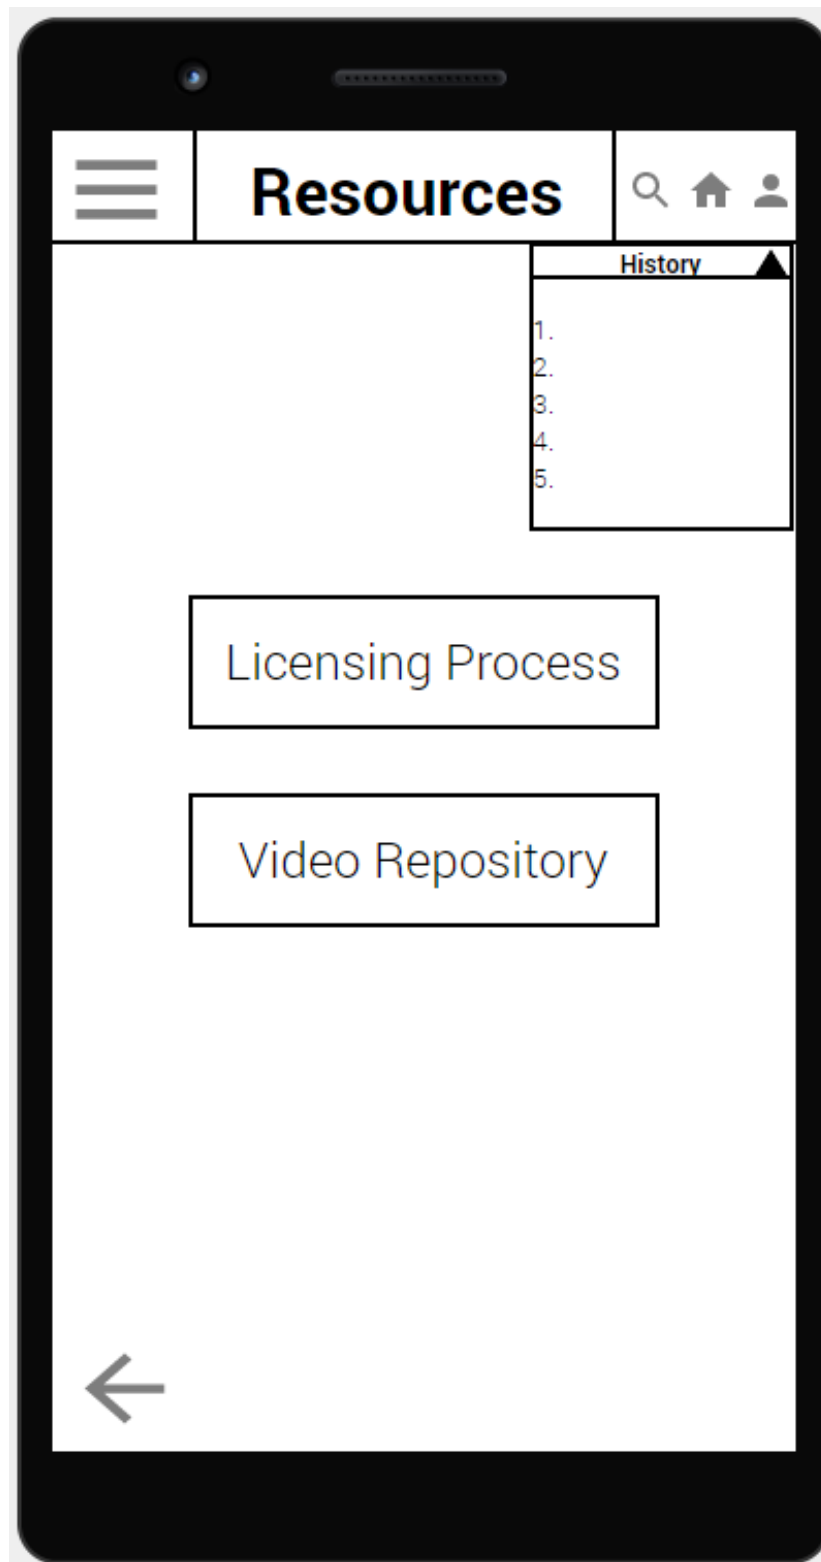 Resources
History
1.
2.
3.
4.
5.
Licensing Process
Video Repository